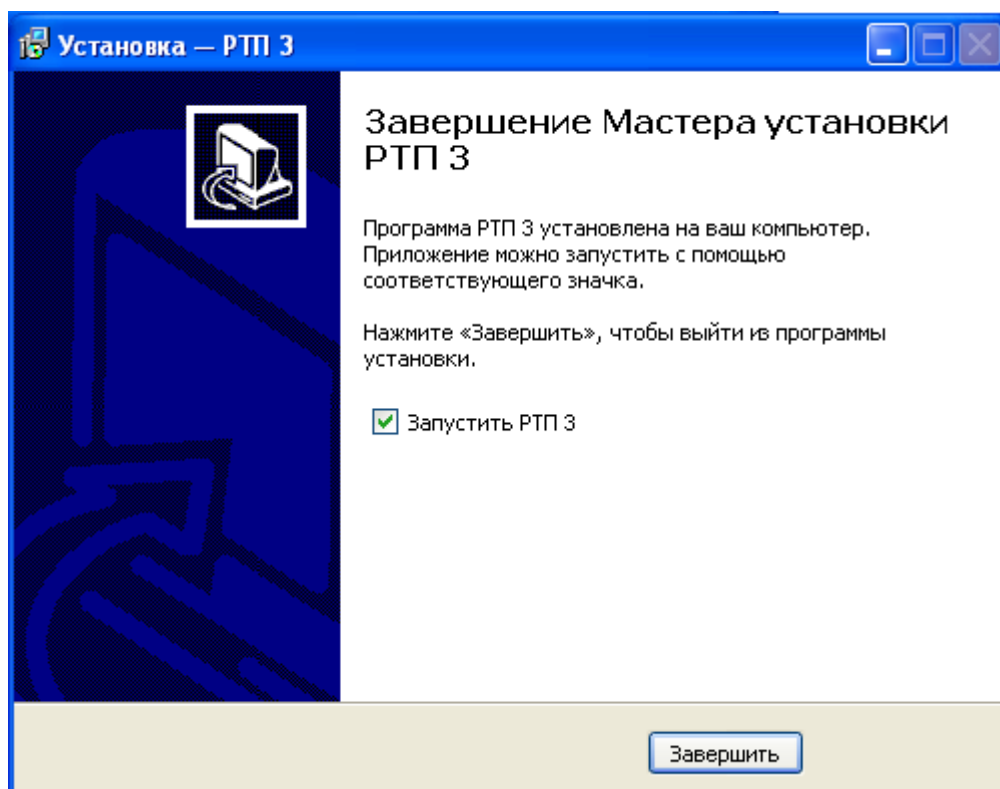 Установка — РТП 3
Завершение Мастера установки
РТП 3
Программа РТП 3 установлена на ваш компьютер.
Приложение можно запустить с помощью
соответствующего значка.
Нажмите «Завершить», чтобы выйти из программы
установки.
Запустить РТП 3
Завершить